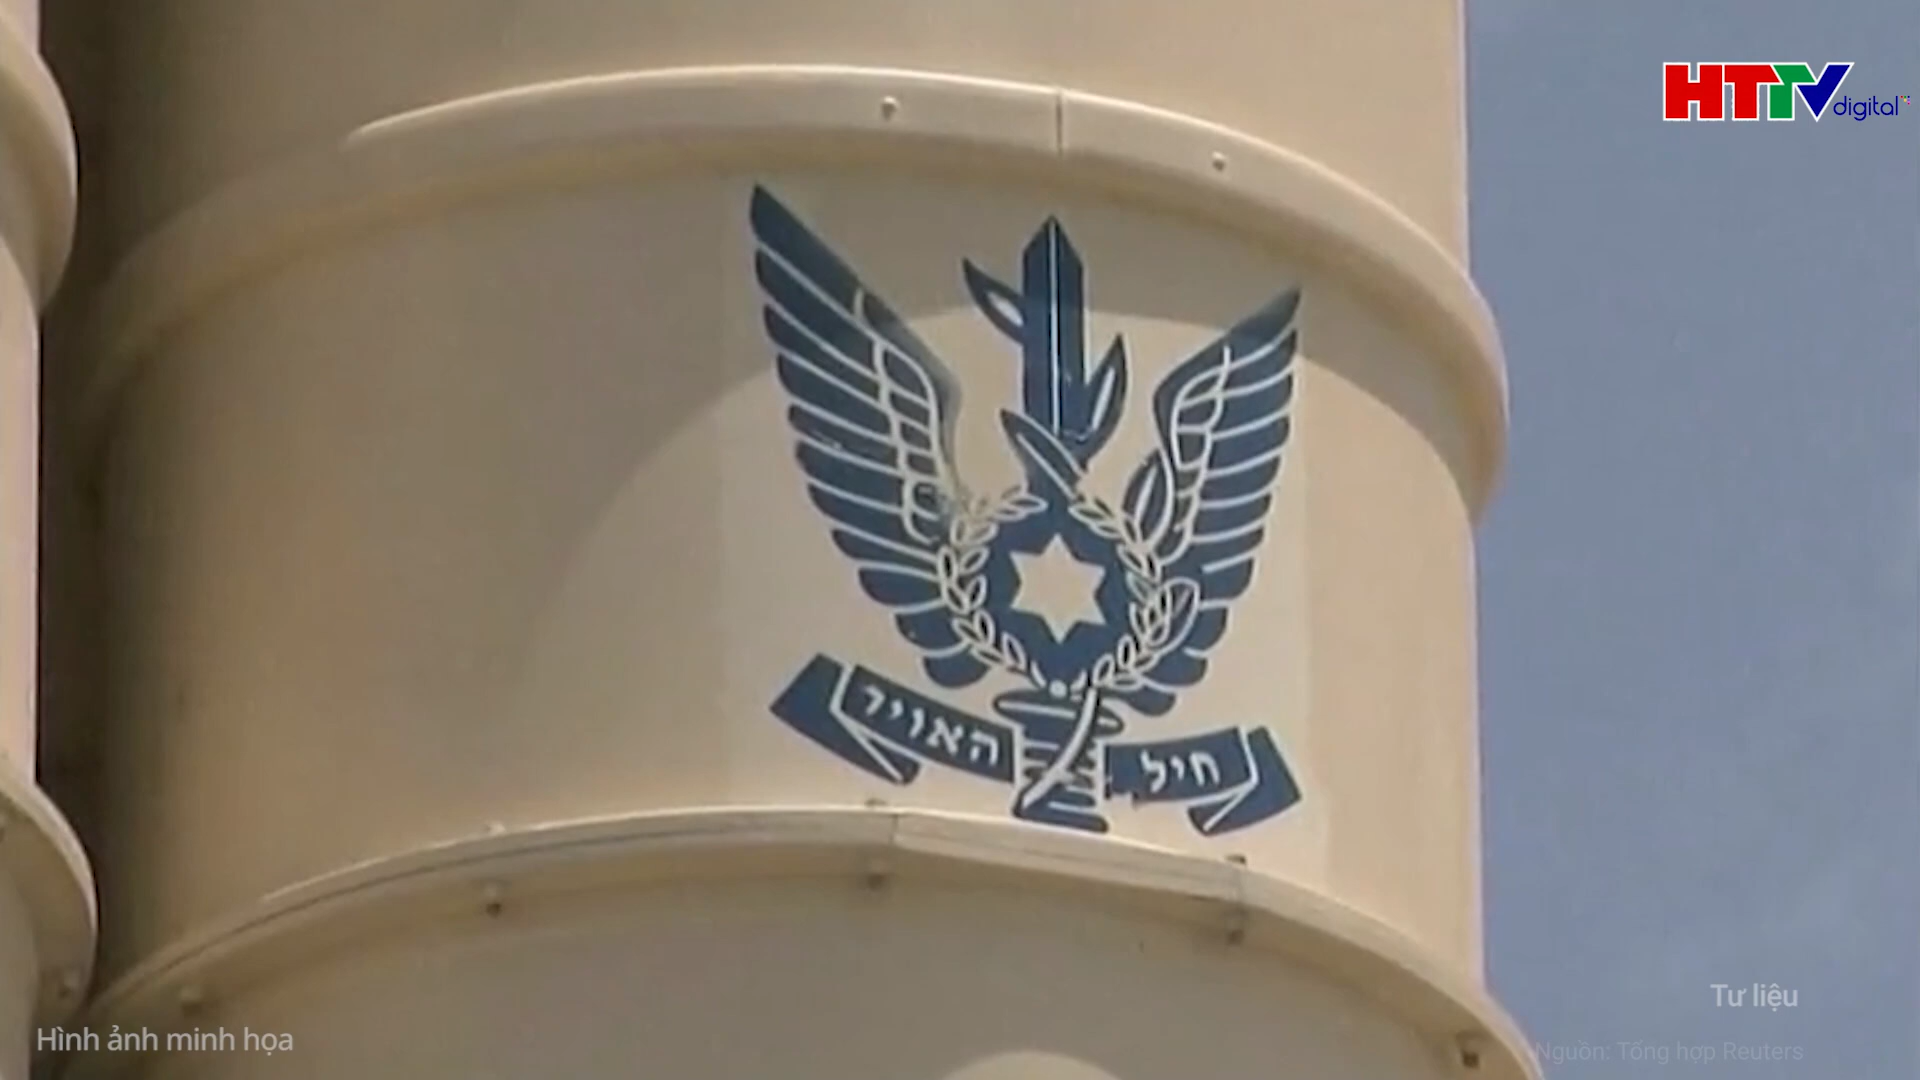 HTTV digital
חיל האויר
Tư liệu
Hình ảnh minh họa
Nguồn: Tổng hợp Reuters